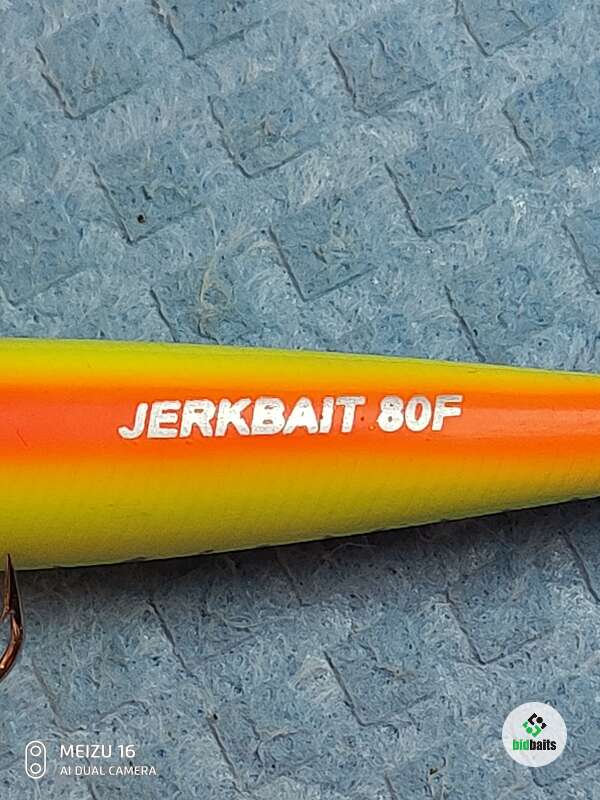 JERKBAIT 80F
bidbaits
MEIZU 16
AI DUAL CAMERA